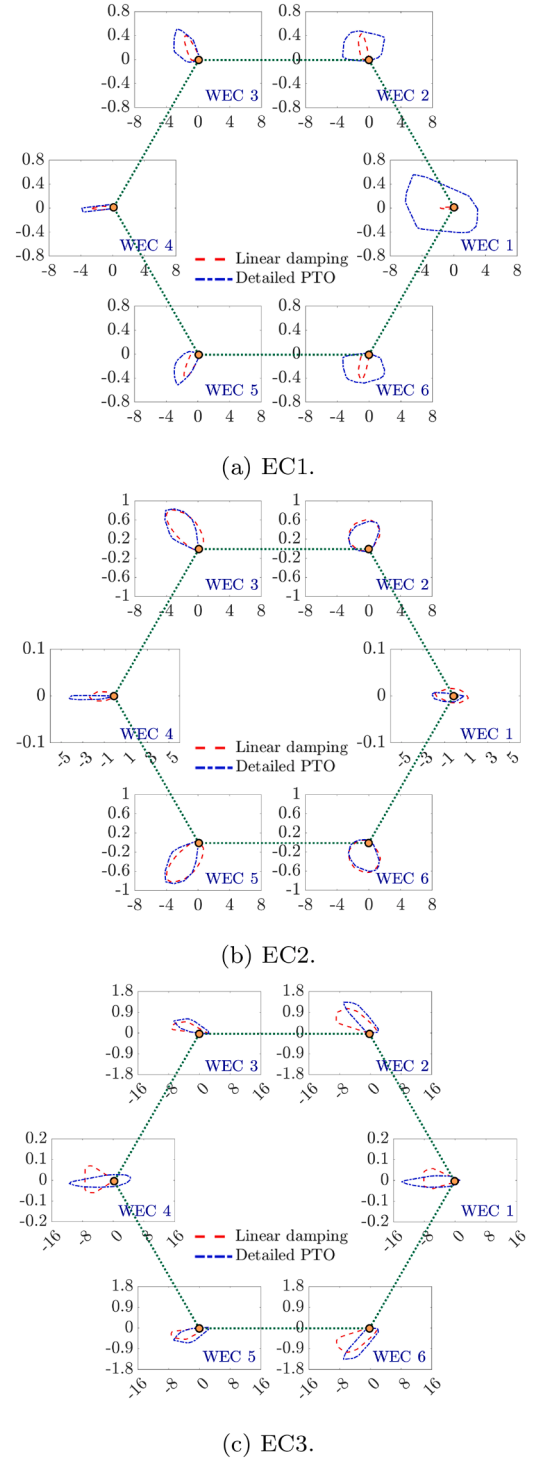 0.8 0.8
0.4 0.4
0 0
-0.4 -0.4
-0.8 -0.8
WEC 3 WEC 2
-8 -4 0 4 8 -8 -4 0 4 8
0.8 0.8
0.4 0.4
0 0
-0.4 -0.4
-0.8 -0.8
WEC 4 WEC 1
-8 -4 0 4 8 -8 -4 0 4 8
Linear damping
Detailed PTO
0.8 0.8
0.4 0.4
0 0
-0.4 -0.4
-0.8 -0.8
WEC 5 WEC 6
-8 -4 0 4 8 -8 -4 0 4 8
(a) EC1.
1 1
0.6 0.6
0.2 0.2
-0.2 -0.2
-0.6 -0.6
-1 -1
WEC 3 WEC 2
-8 -4 0 4 8 -8 -4 0 4 8
0.1 0.1
0 0
-0.1 -0.1
WEC 4 WEC 1
-5 -3 -1 1 3 5 -5 -3 -1 1 3 5
Linear damping
Detailed PTO
1 1
0.6 0.6
0.2 0.2
-0.2 -0.2
-0.6 -0.6
-1 -1
WEC 5 WEC 6
-8 -4 0 4 8 -8 -4 0 4 8
(b) EC2.
1.8 1.8
0.9 0.9
0 0
-0.9 -0.9
-1.8 -1.8
WEC 3 WEC 2
-16 -8 0 8 16 -16 -8 0 8 16
0.2 0.2
0.1 0.1
0 0
-0.1 -0.1
-0.2 -0.2
WEC 4 WEC 1
-16 -8 0 8 16 -16 -8 0 8 16
Linear damping
Detailed PTO
1.8 1.8
0.9 0.9
0 0
-0.9 -0.9
-1.8 -1.8
WEC 5 WEC 6
-16 -8 0 8 16 -16 -8 0 8 16
(c) EC3.